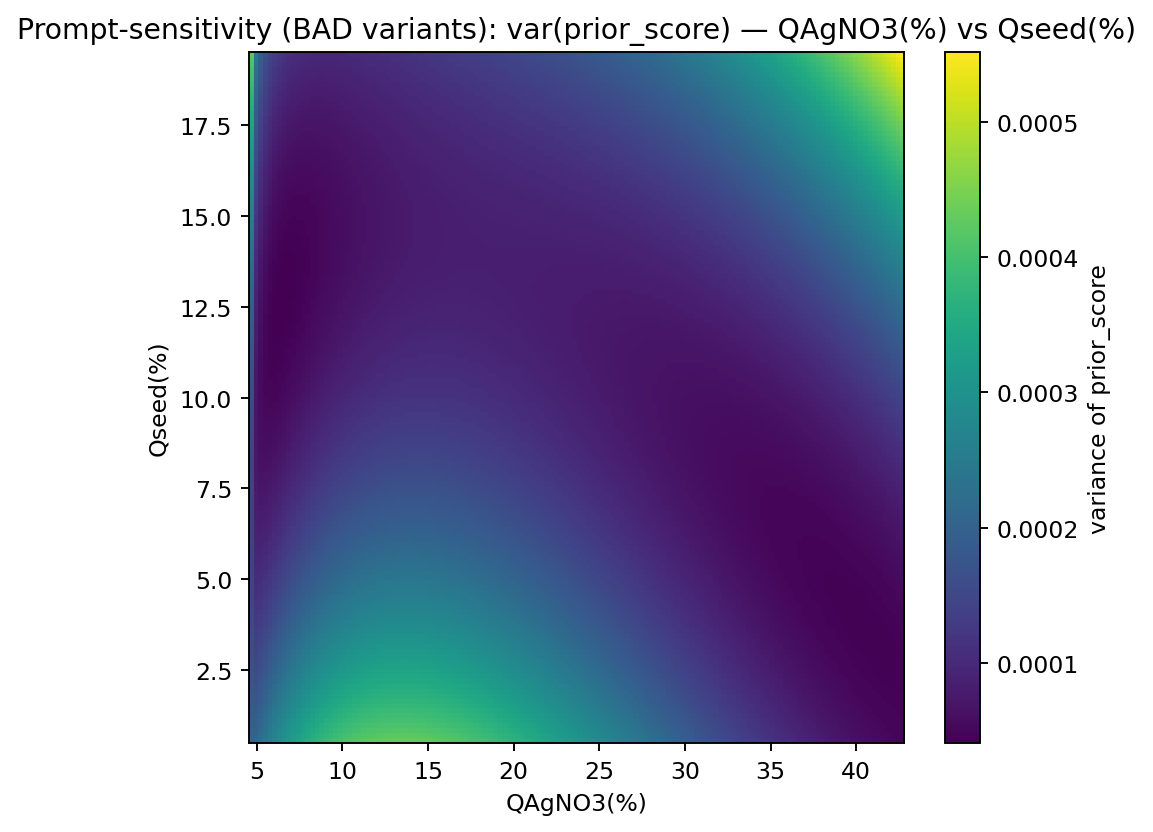 Prompt-sensitivity (BAD variants): var(prior_score) — QAgNO3(%) vs Qseed(%)
17.5
15.0
12.5
10.0
7.5
5.0
2.5
Qseed(%)
5 10 15 20 25 30 35 40
QAgNO3(%)
0.0005
0.0004
0.0003
0.0002
0.0001
variance of prior_score